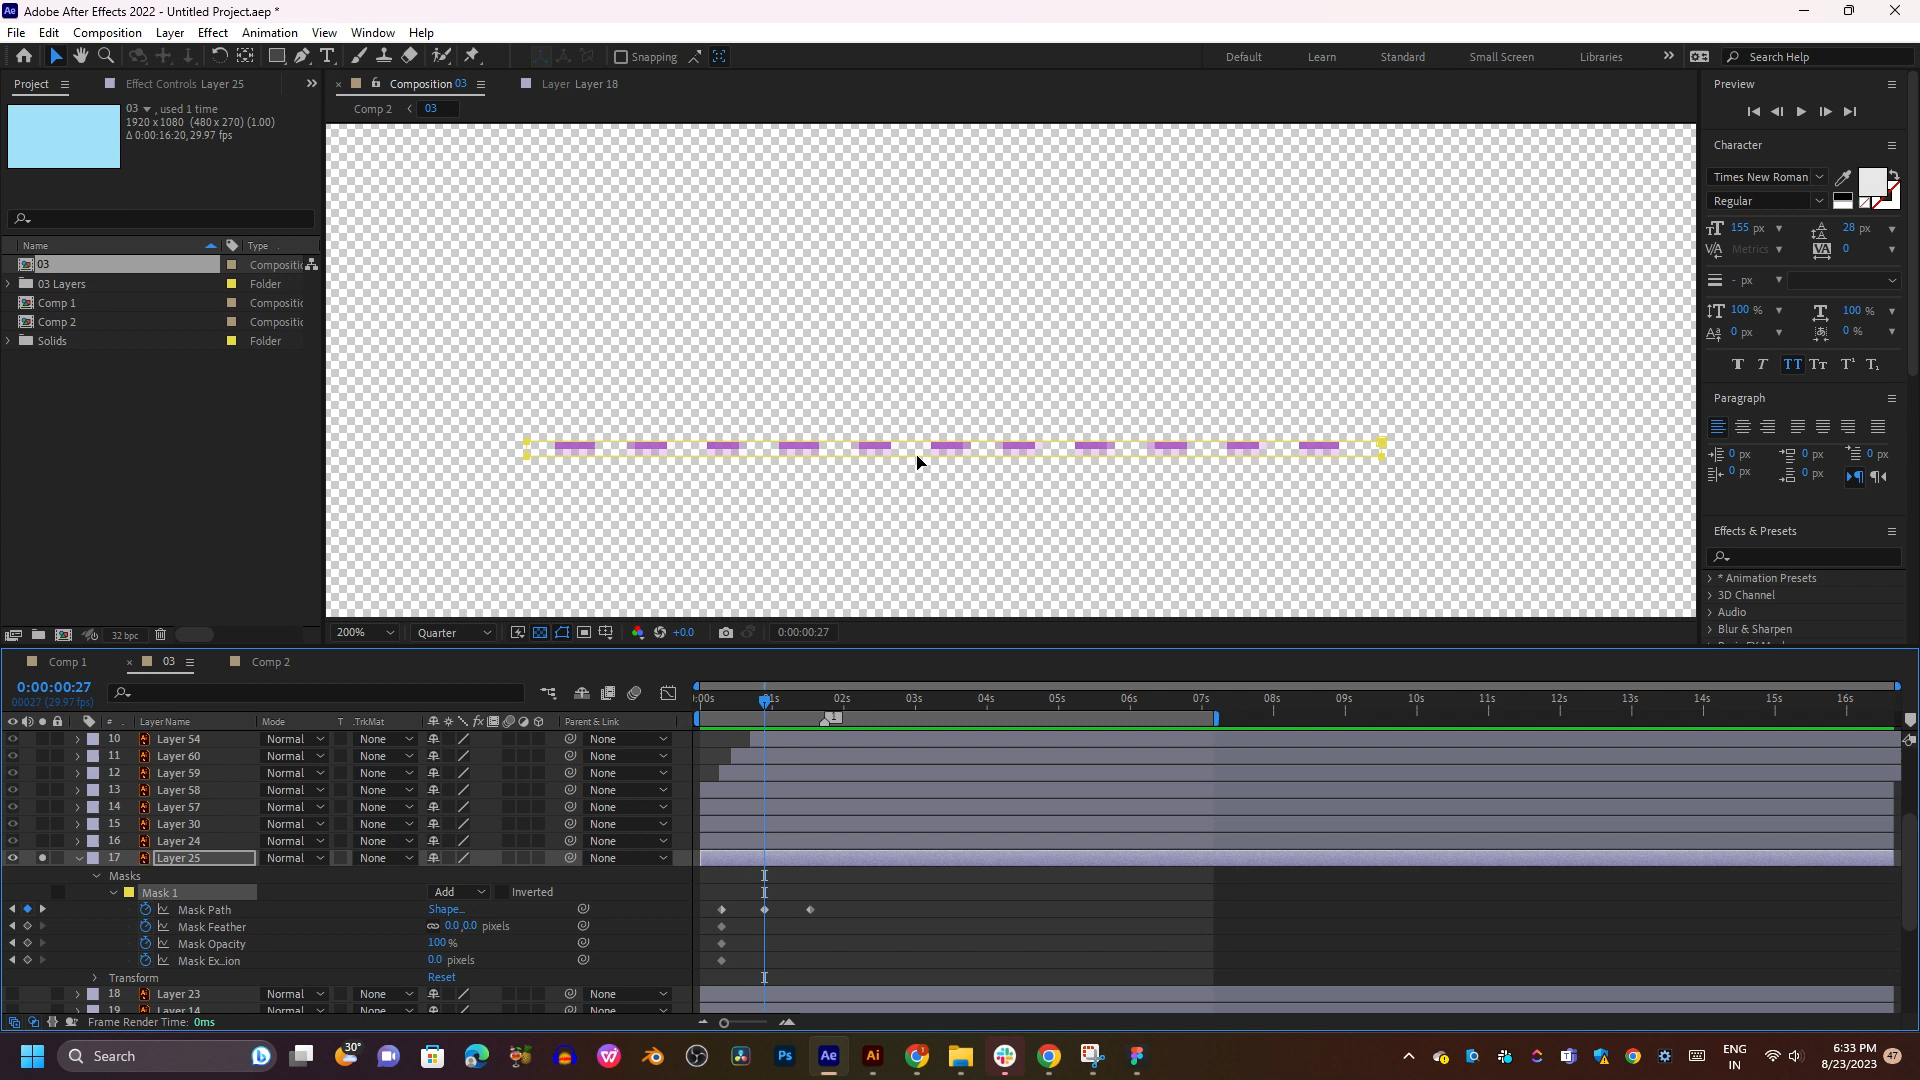 Adobe After Effects 2022 - Untitled Project.aep *
File Edit Composition Layer Effect Animation View Window Help
Snapping Default Learn Standard Small Screen Libraries Search Help
Project Effect Controls Layer 25 Composition 03 Layer Layer 18 Preview
03 , used 1 time
1920 x 1080 (480 x 270) (1.00)
Δ 0:00:16:20, 29.97 fps
Comp 2 03
Character
Times New Roman
Regular
155 px 28 px
Metrics 0
- px
100 % 100 %
0 px 0 %
Name Type
03 Compositic
03 Layers Folder
Comp 1 Compositic
Comp 2 Compositic
Solids Folder
Paragraph
0 px 0 px 0 px
0 px 0 px
Effects & Presets
* Animation Presets
3D Channel
Audio
Blur & Sharpen
32 bpc 200% Quarter +0.0 0:00:00:27
Comp 1 03 Comp 2
0:00:00:27
00027 (29.97 fps)
:00s 01s 02s 03s 04s 05s 06s 07s 08s 09s 10s 11s 12s 13s 14s 15s 16s
1
# Layer Name Mode T .TrkMat Parent & Link
10 Layer 54 Normal None None
11 Layer 60 Normal None None
12 Layer 59 Normal None None
13 Layer 58 Normal None None
14 Layer 57 Normal None None
15 Layer 30 Normal None None
16 Layer 24 Normal None None
17 Layer 25 Normal None None
Masks
Mask 1 Add Inverted
Mask Path Shape...
Mask Feather 0.0,0.0 pixels
Mask Opacity 100 %
Mask Ex...ion 0.0 pixels
Transform Reset
18 Layer 23 Normal None None
19 Layer 14 Normal None None
Frame Render Time: 0ms
Search 30° Ps Ae Ai ENG IN 6:33 PM 8/23/2023 47